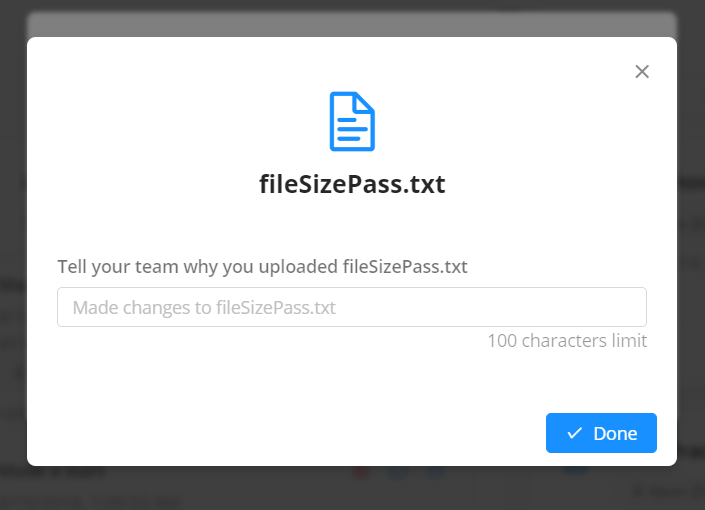 fileSizePass.txt
Tell your team why you uploaded fileSizePass.txt
Made changes to fileSizePass.txt
100 characters limit
Done